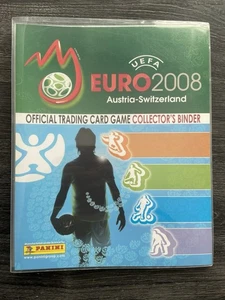 UEFA
EURO2008
Austria-Switzerland
OFFICIAL TRADING CARD GAME COLLECTOR'S BINDER
PANINI